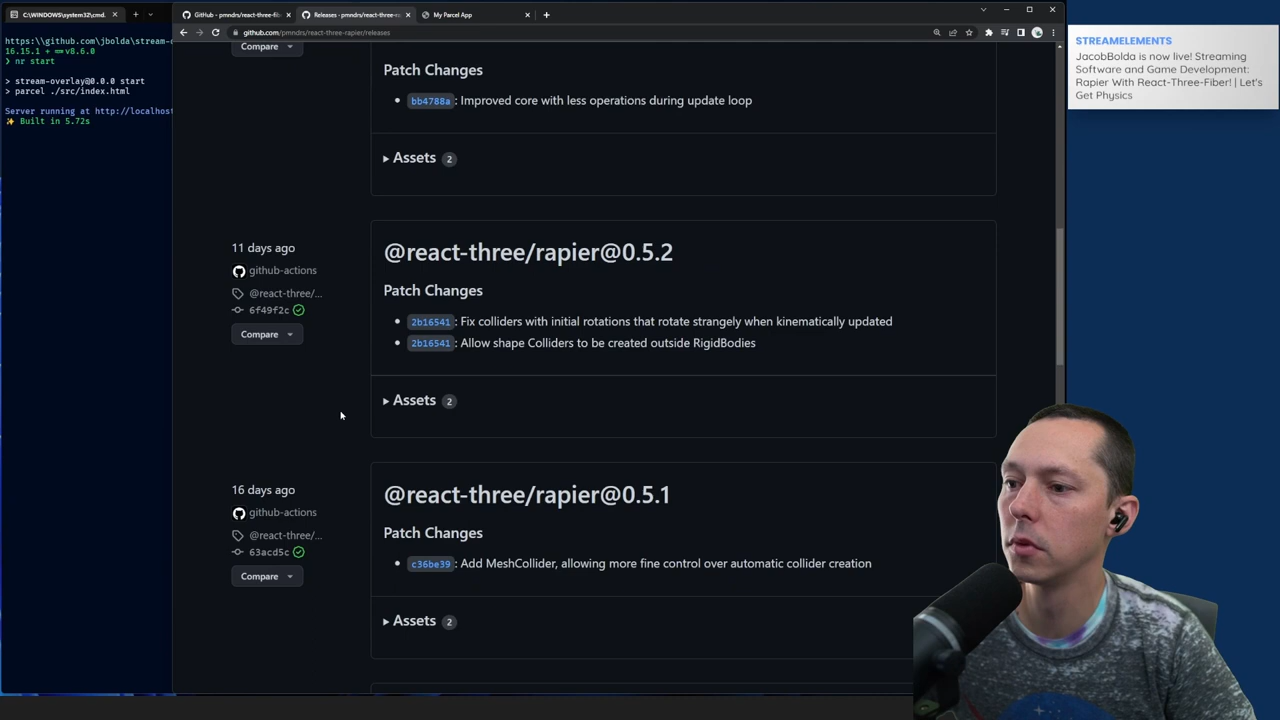 C:\WINDOWS\system32\cmd.
GitHub - pmndrs/react-three-fi
Releases - pmndrs/react-three-ra
My Parcel App
github.com/pmndrs/react-three-rapier/releases
https:\\github.com\jbolda\stream-o
16.15.1 + v8.6.0
nr start
> stream-overlay@0.0.0 start
> parcel ./src/index.html
Server running at http://localhost
Built in 5.72s
Compare
Patch Changes
bb4788a: Improved core with less operations during update loop
Assets 2
11 days ago
github-actions
@react-three/...
6f49f2c
Compare
@react-three/rapier@0.5.2
Patch Changes
2b16541: Fix colliders with initial rotations that rotate strangely when kinematically updated
2b16541: Allow shape Colliders to be created outside RigidBodies
Assets 2
16 days ago
github-actions
@react-three/...
63acd5c
Compare
@react-three/rapier@0.5.1
Patch Changes
c36be39: Add MeshCollider, allowing more fine control over automatic collider creation
Assets 2
STREAMELEMENTS
JacobBolda is now live! Streaming
Software and Game Development:
Rapier With React-Three-Fiber! | Let's
Get Physics